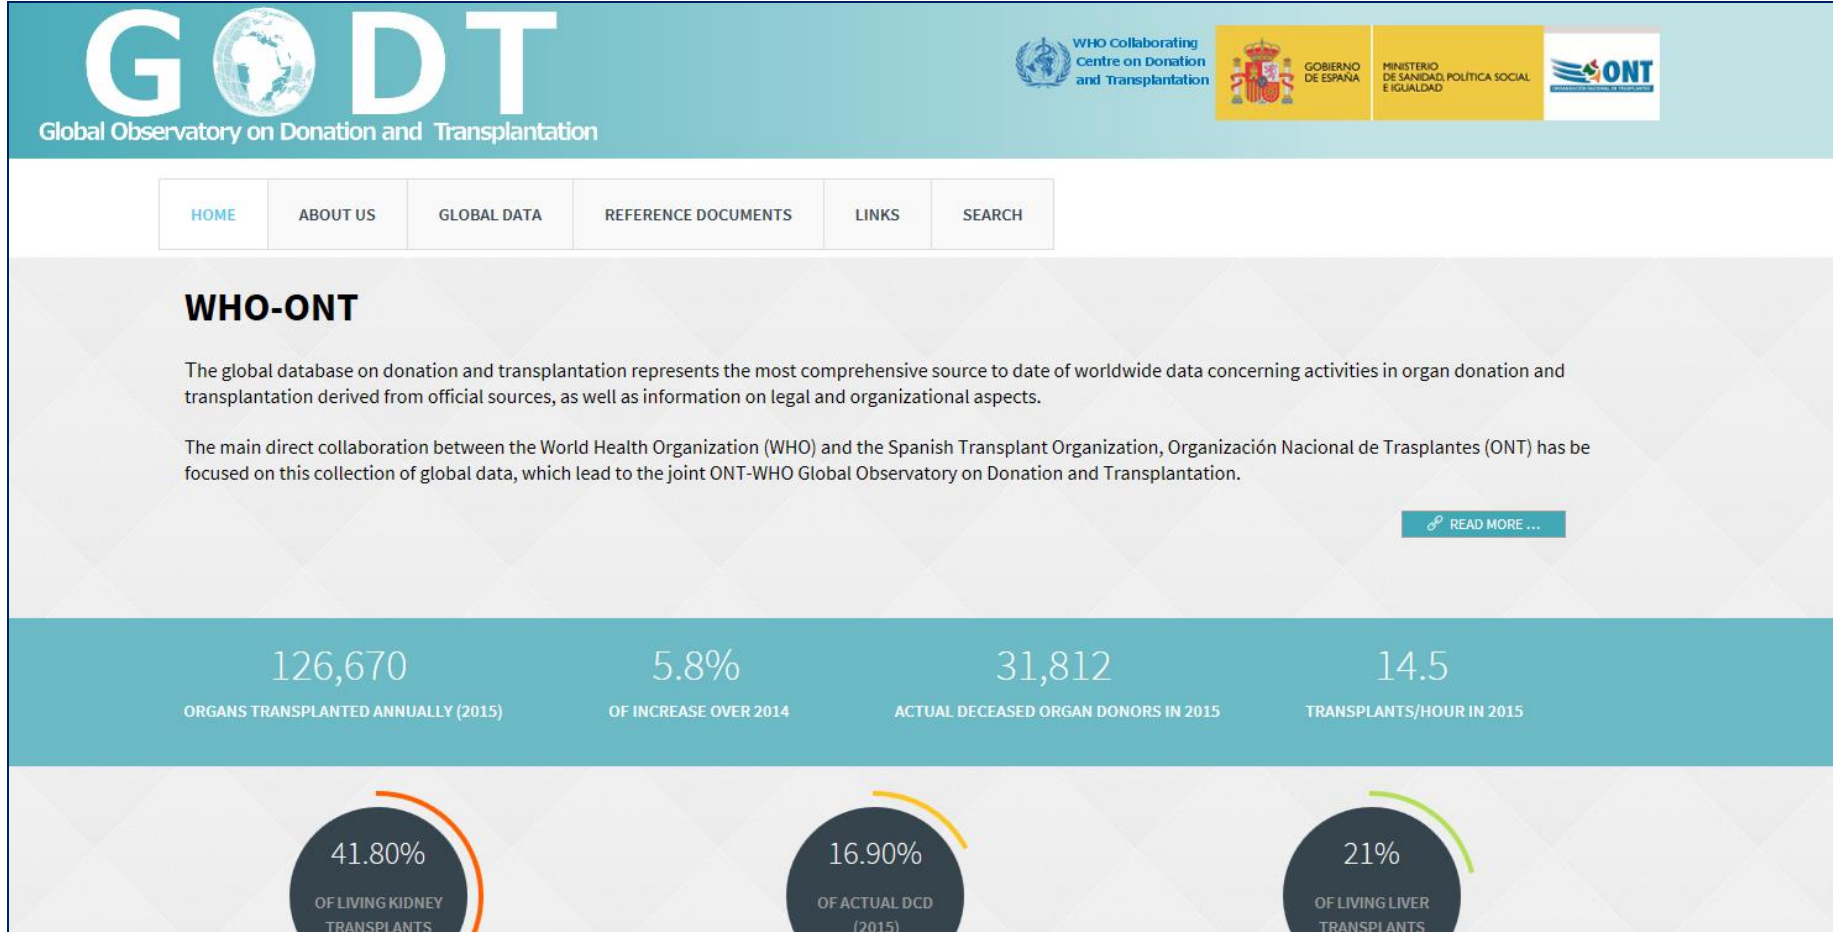 GODT
Global Observatory on Donation and Transplantation
WHO Collaborating
Centre on Donation
and Transplantation
GOBIERNO
DE ESPAÑA
MINISTERIO
DE SANIDAD, POLÍTICA SOCIAL
E IGUALDAD
ONT
ORGANIZACIÓN NACIONAL DE TRASPLANTES
HOME
ABOUT US
GLOBAL DATA
REFERENCE DOCUMENTS
LINKS
SEARCH
WHO-ONT
The global database on donation and transplantation represents the most comprehensive source to date of worldwide data concerning activities in organ donation and
transplantation derived from official sources, as well as information on legal and organizational aspects.
The main direct collaboration between the World Health Organization (WHO) and the Spanish Transplant Organization, Organización Nacional de Trasplantes (ONT) has be
focused on this collection of global data, which lead to the joint ONT-WHO Global Observatory on Donation and Transplantation.
READ MORE ...
126,670
ORGANS TRANSPLANTED ANNUALLY (2015)
5.8%
OF INCREASE OVER 2014
31,812
ACTUAL DECEASED ORGAN DONORS IN 2015
14.5
TRANSPLANTS/HOUR IN 2015
41.80%
OF LIVING KIDNEY
TRANSPLANTS
16.90%
OF ACTUAL DCD
(2015)
21%
OF LIVING LIVER
TRANSPLANTS